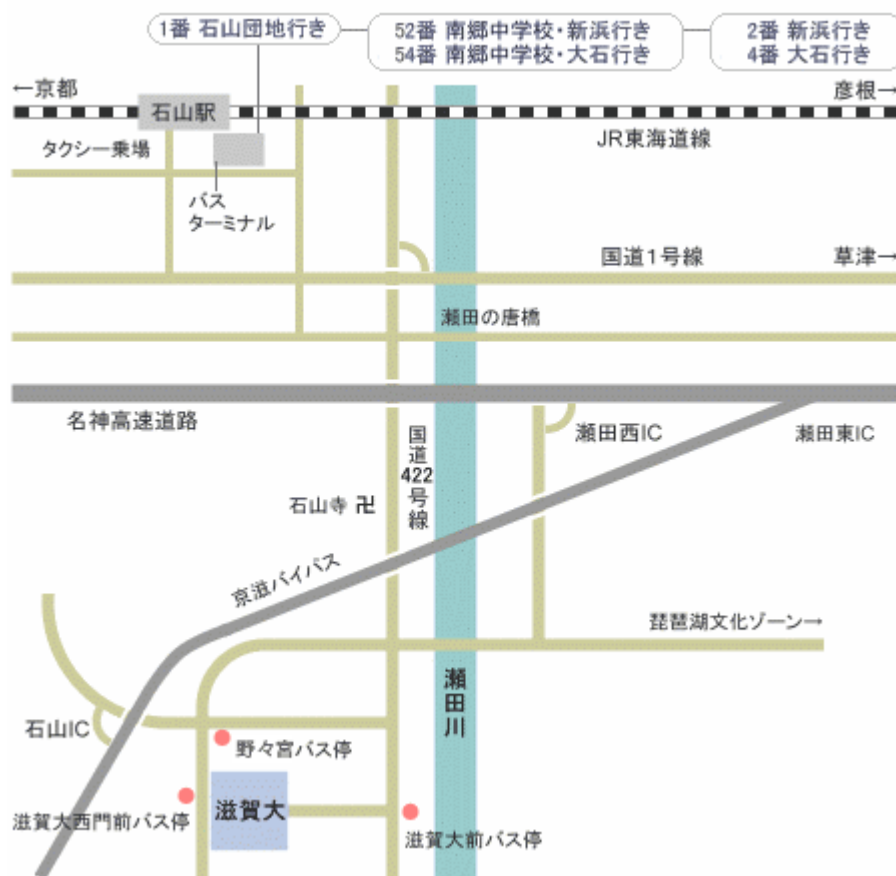 1番 石山団地行き
52番 南郷中学校・新浜行き
54番 南郷中学校・大石行き
2番 新浜行き
4番 大石行き
←京都
石山駅
彦根→
JR東海道線
タクシー乗場
バス
ターミナル
国道1号線
草津→
瀬田の唐橋
名神高速道路
国道422号線
瀬田西IC
瀬田東IC
石山寺 卍
京滋バイパス
琵琶湖文化ゾーン→
瀬田川
石山IC
野々宮バス停
滋賀大
滋賀大西門前バス停
滋賀大前バス停